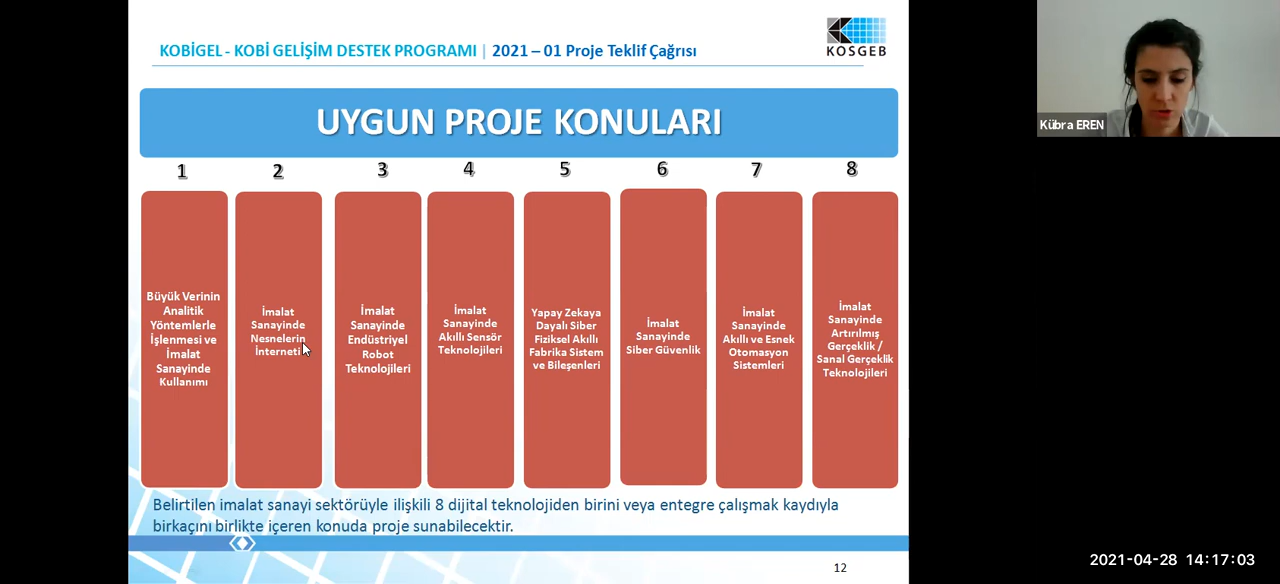 KOBİGEL - KOBİ GELİŞİM DESTEK PROGRAMI | 2021 – 01 Proje Teklif Çağrısı
KOSGEB
Kübra EREN
UYGUN PROJE KONULARI
1
2
3
4
5
6
7
8
Büyük Verinin
Analitik
Yöntemlerle
İşlenmesi ve
İmalat
Sanayinde
Kullanımı
İmalat
Sanayinde
Nesnelerin
İnterneti
İmalat
Sanayinde
Endüstriyel
Robot
Teknolojileri
İmalat
Sanayinde
Akıllı Sensör
Teknolojileri
Yapay Zekaya
Dayalı Siber
Fiziksel Akıllı
Fabrika Sistem
ve Bileşenleri
İmalat
Sanayinde
Siber Güvenlik
İmalat
Sanayinde
Akıllı ve Esnek
Otomasyon
Sistemleri
İmalat
Sanayinde
Artırılmış
Gerçeklik /
Sanal Gerçeklik
Teknolojileri
Belirtilen imalat sanayi sektörüyle ilişkili 8 dijital teknolojiden birini veya entegre çalışmak kaydıyla
birkaçını birlikte içeren konuda proje sunabilecektir.
12
2021-04-28 14:17:03